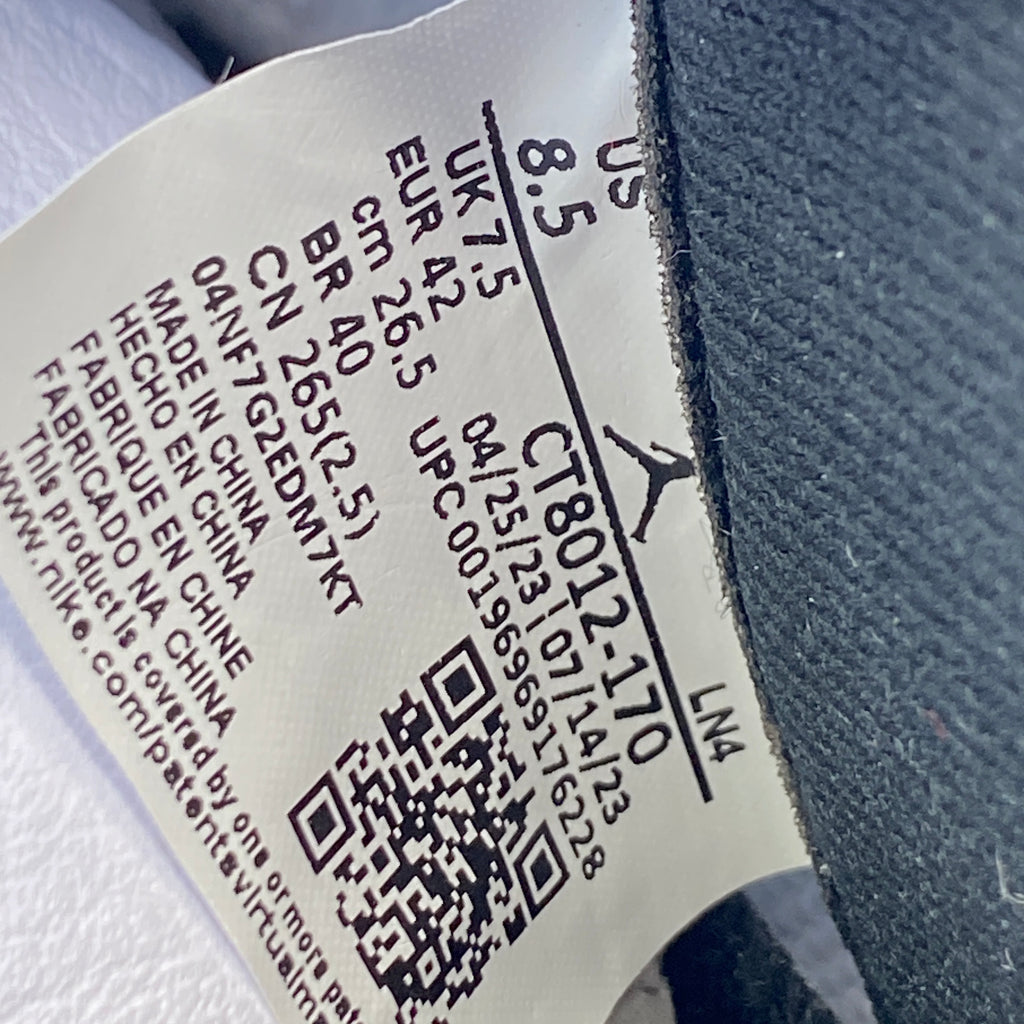 US
8.5
LN4
UK 7.5
EUR 42
cm 26.5
BR 40
CN 265(2.5)
CT8012-170
04/25/23 | 07/14/23
UPC 00196969176228
04NF7G2EDM7KT
MADE IN CHINA
HECHO EN CHINA
FABRIQUE EN CHINE
FABRICADO NA CHINA
This product is covered by one or more
www.nike.com/patents